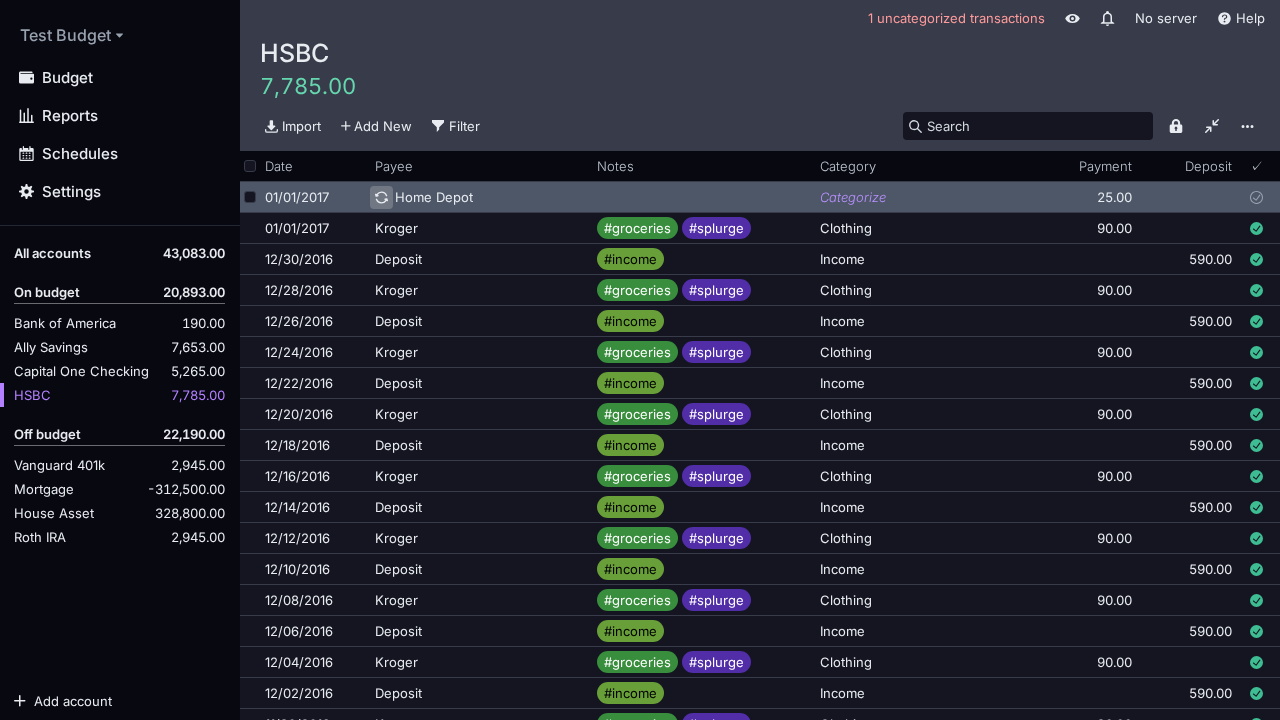 Test Budget
Budget
Reports
Schedules
Settings
All accounts 43,083.00
On budget 20,893.00
Bank of America 190.00
Ally Savings 7,653.00
Capital One Checking 5,265.00
HSBC 7,785.00
Off budget 22,190.00
Vanguard 401k 2,945.00
Mortgage -312,500.00
House Asset 328,800.00
Roth IRA 2,945.00
Add account
1 uncategorized transactions No server Help
HSBC
7,785.00
Import Add New Filter Search
Date Payee Notes Category Payment Deposit ✓
01/01/2017 Home Depot Categorize 25.00
01/01/2017 Kroger #groceries #splurge Clothing 90.00
12/30/2016 Deposit #income Income 590.00
12/28/2016 Kroger #groceries #splurge Clothing 90.00
12/26/2016 Deposit #income Income 590.00
12/24/2016 Kroger #groceries #splurge Clothing 90.00
12/22/2016 Deposit #income Income 590.00
12/20/2016 Kroger #groceries #splurge Clothing 90.00
12/18/2016 Deposit #income Income 590.00
12/16/2016 Kroger #groceries #splurge Clothing 90.00
12/14/2016 Deposit #income Income 590.00
12/12/2016 Kroger #groceries #splurge Clothing 90.00
12/10/2016 Deposit #income Income 590.00
12/08/2016 Kroger #groceries #splurge Clothing 90.00
12/06/2016 Deposit #income Income 590.00
12/04/2016 Kroger #groceries #splurge Clothing 90.00
12/02/2016 Deposit #income Income 590.00